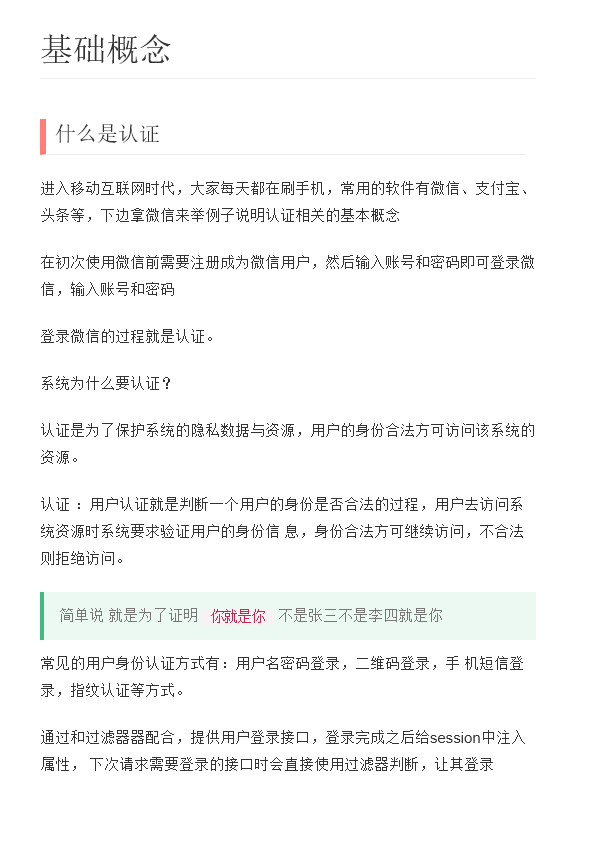 基础概念
什么是认证
进入移动互联网时代，大家每天都在刷手机，常用的软件有微信、支付宝、
头条等，下边拿微信来举例子说明认证相关的基本概念
在初次使用微信前需要注册成为微信用户，然后输入账号和密码即可登录微
信，输入账号和密码
登录微信的过程就是认证。
系统为什么要认证？
认证是为了保护系统的隐私数据与资源，用户的身份合法方可访问该系统的
资源。
认证 ：用户认证就是判断一个用户的身份是否合法的过程，用户去访问系
统资源时系统要求验证用户的身份信 息，身份合法方可继续访问，不合法
则拒绝访问。
简单说 就是为了证明 你就是你 不是张三不是李四就是你
常见的用户身份认证方式有：用户名密码登录，二维码登录，手 机短信登
录，指纹认证等方式。
通过和过滤器器配合，提供用户登录接口，登录完成之后给session中注入
属性， 下次请求需要登录的接口时会直接使用过滤器判断，让其登录